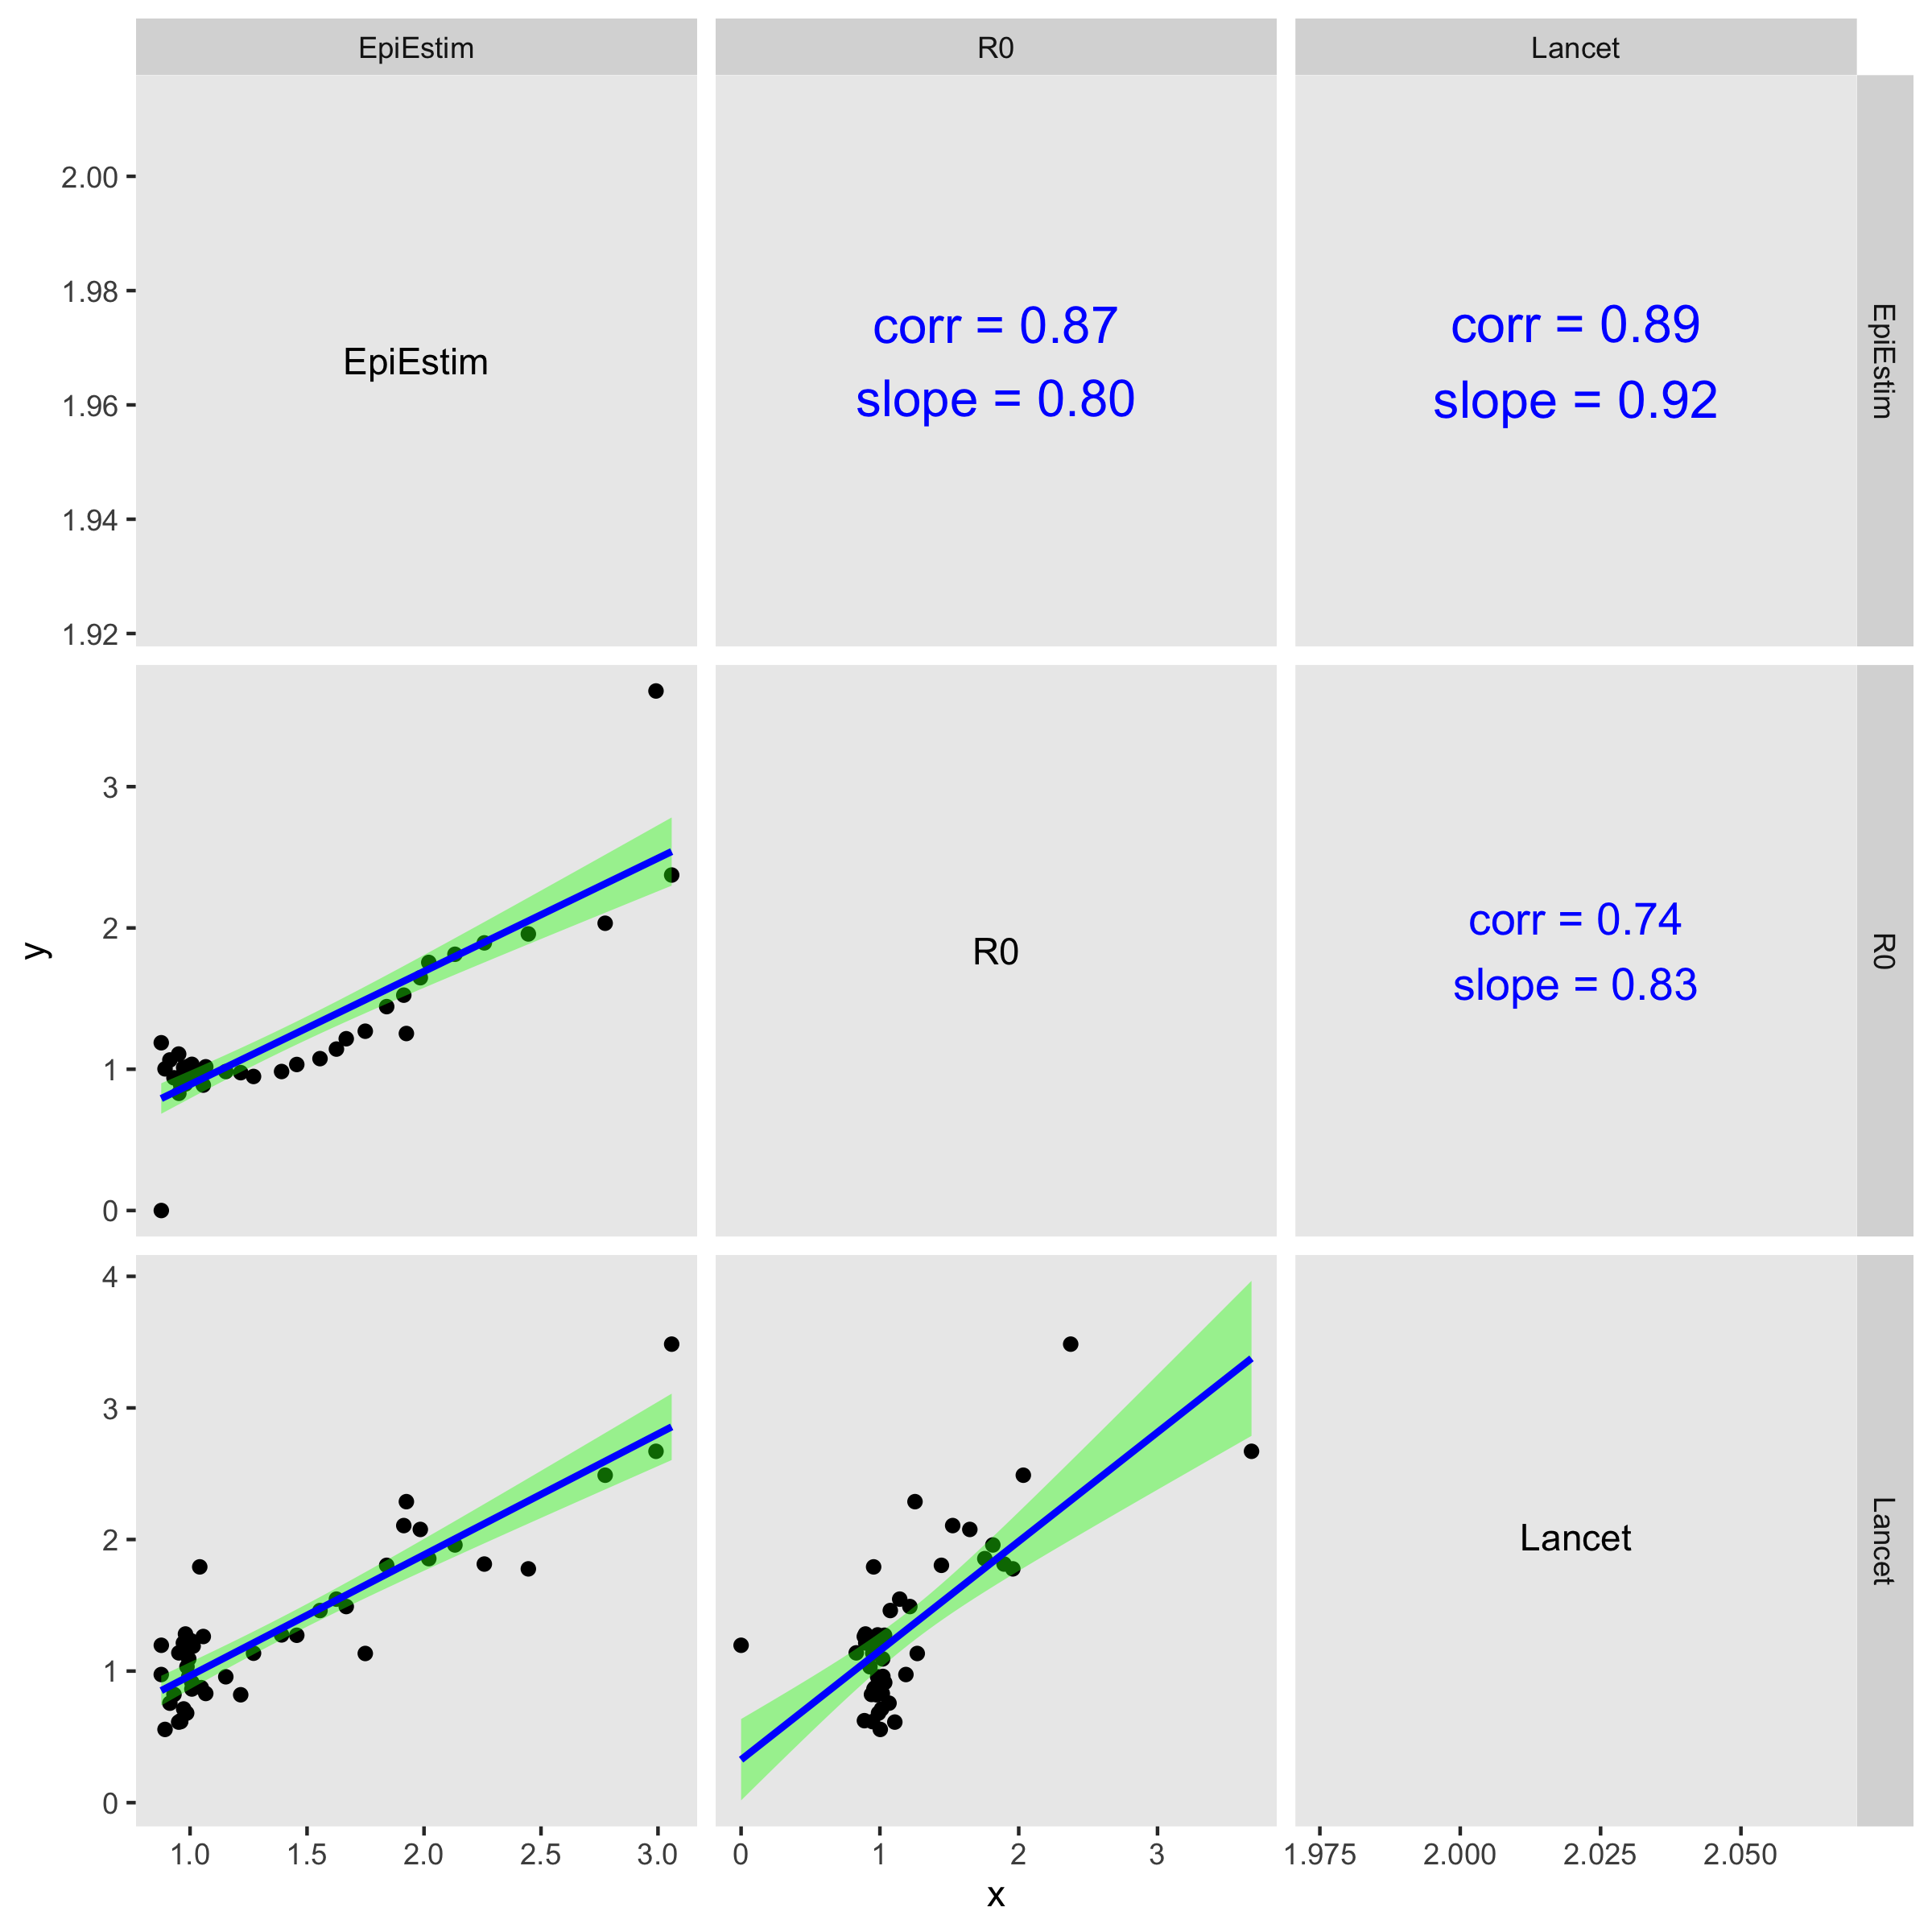 EpiEstim R0 Lancet
2.00
1.98
1.96
1.94
1.92
EpiEstim
corr = 0.87
slope = 0.80
corr = 0.89
slope = 0.92
EpiEstim
3
2
1
0
R0
corr = 0.74
slope = 0.83
R0
y
4
3
2
1
0
Lancet
Lancet
1.0 1.5 2.0 2.5 3.0 0 1 2 3 1.975 2.000 2.025 2.050
x